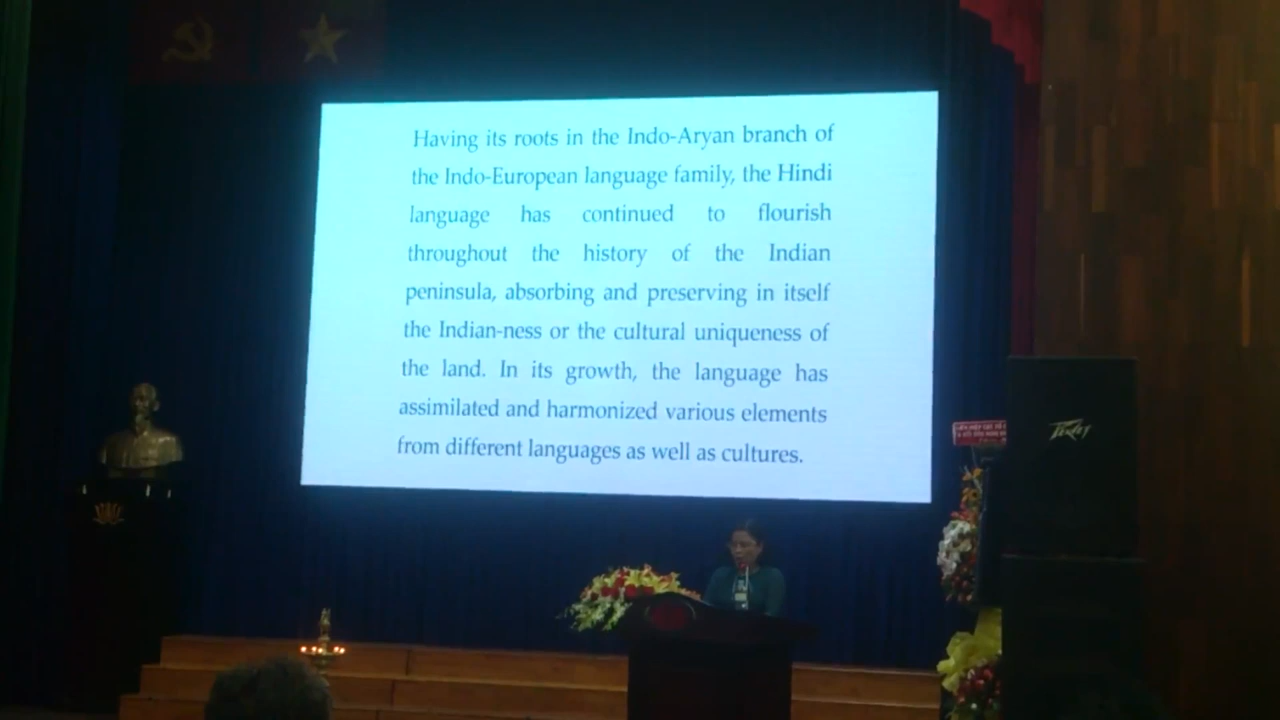 Having its roots in the Indo-Aryan branch of
the Indo-European language family, the Hindi
language has continued to flourish
throughout the history of the Indian
peninsula, absorbing and preserving in itself
the Indian-ness or the cultural uniqueness of
the land. In its growth, the language has
assimilated and harmonized various elements
from different languages as well as cultures.
PEAVEY